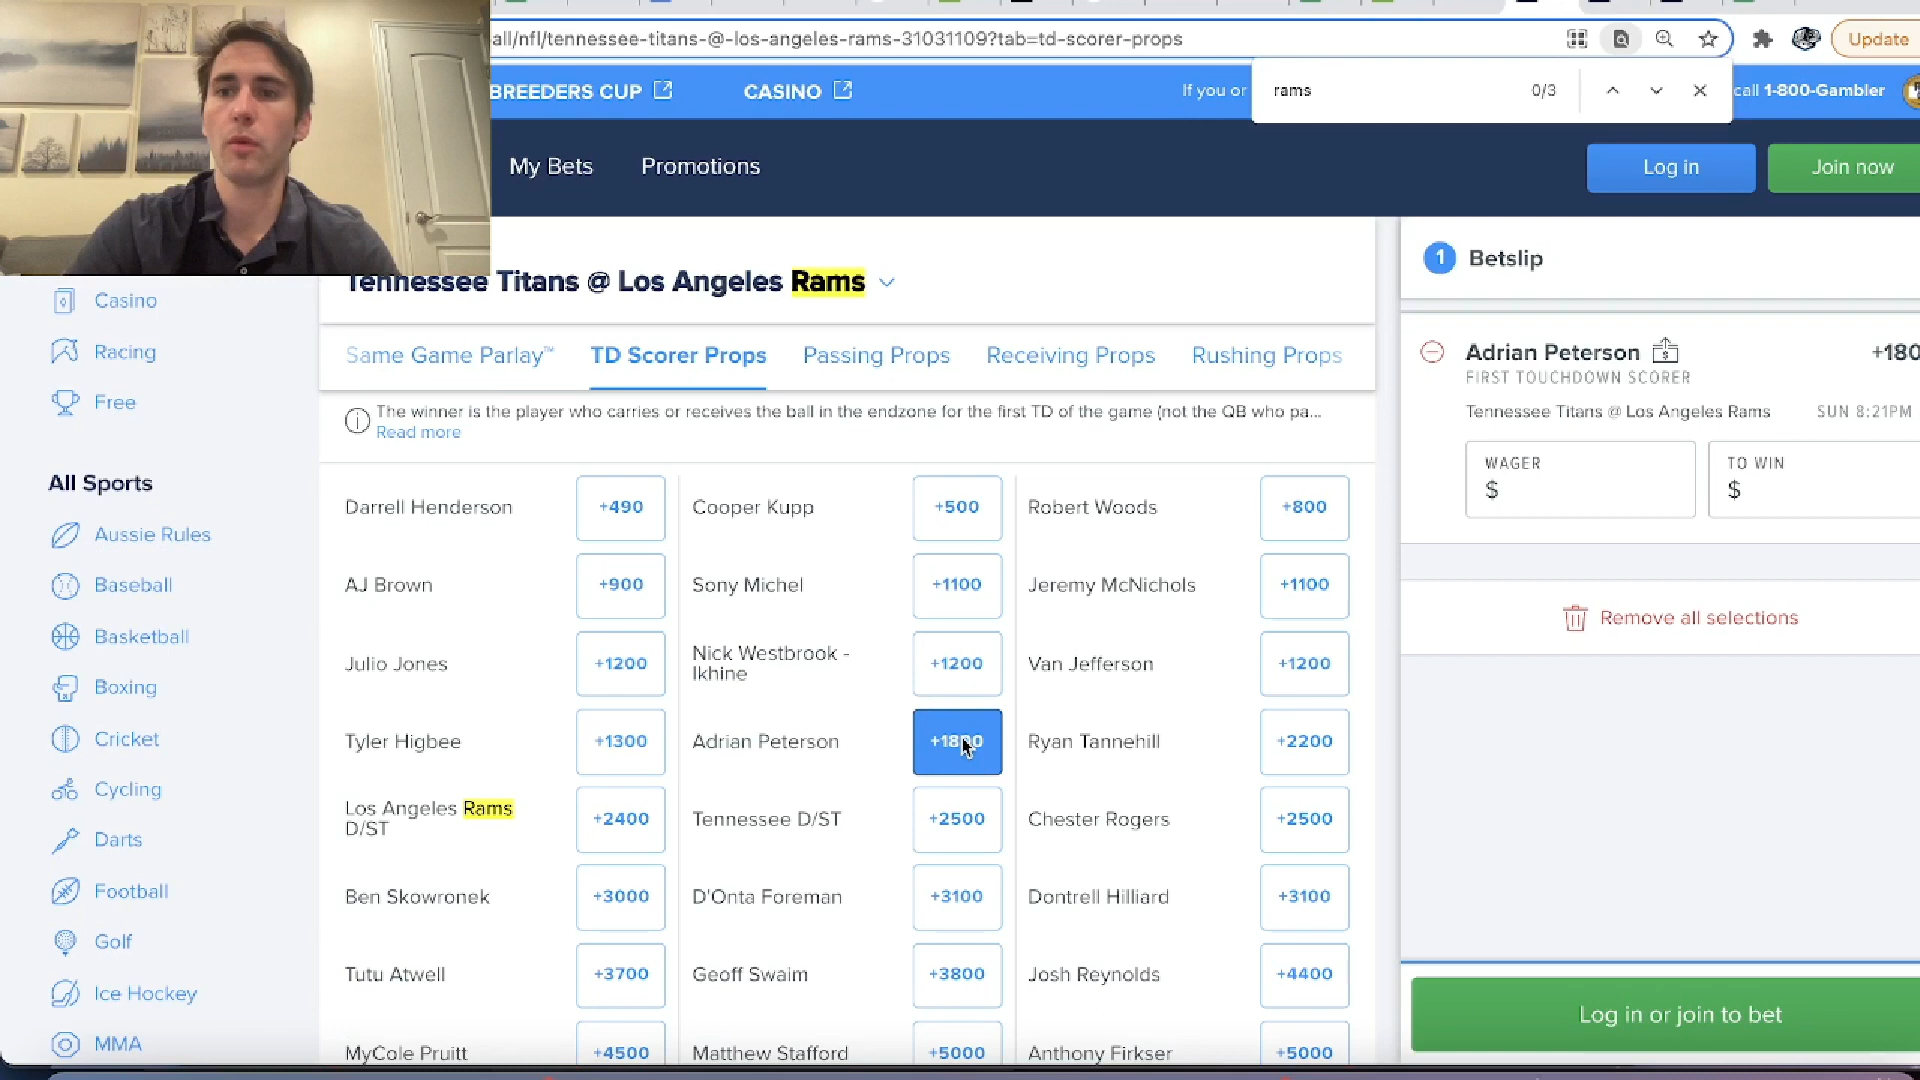 all/nfl/tennessee-titans-@-los-angeles-rams-31031109?tab=td-scorer-props
Update
BREEDERS CUP
CASINO
If you or
rams
0/3
call 1-800-Gambler
My Bets
Promotions
Log in
Join now
Tennessee Titans @ Los Angeles Rams
Same Game Parlay™
TD Scorer Props
Passing Props
Receiving Props
Rushing Props
The winner is the player who carries or receives the ball in the endzone for the first TD of the game (not the QB who pa...
Read more
Casino
Racing
Free
All Sports
Aussie Rules
Baseball
Basketball
Boxing
Cricket
Cycling
Darts
Football
Golf
Ice Hockey
MMA
Darrell Henderson +490
Cooper Kupp +500
Robert Woods +800
AJ Brown +900
Sony Michel +1100
Jeremy McNichols +1100
Julio Jones +1200
Nick Westbrook -
Ikhine +1200
Van Jefferson +1200
Tyler Higbee +1300
Adrian Peterson
Ryan Tannehill +2200
Los Angeles Rams
D/ST +2400
Tennessee D/ST +2500
Chester Rogers +2500
Ben Skowronek +3000
D'Onta Foreman +3100
Dontrell Hilliard +3100
Tutu Atwell +3700
Geoff Swaim +3800
Josh Reynolds +4400
MyCole Pruitt +4500
Matthew Stafford +5000
Anthony Firkser +5000
1 Betslip
Adrian Peterson
FIRST TOUCHDOWN SCORER
Tennessee Titans @ Los Angeles Rams SUN 8:21PM
WAGER
$
TO WIN
$
Remove all selections
Log in or join to bet